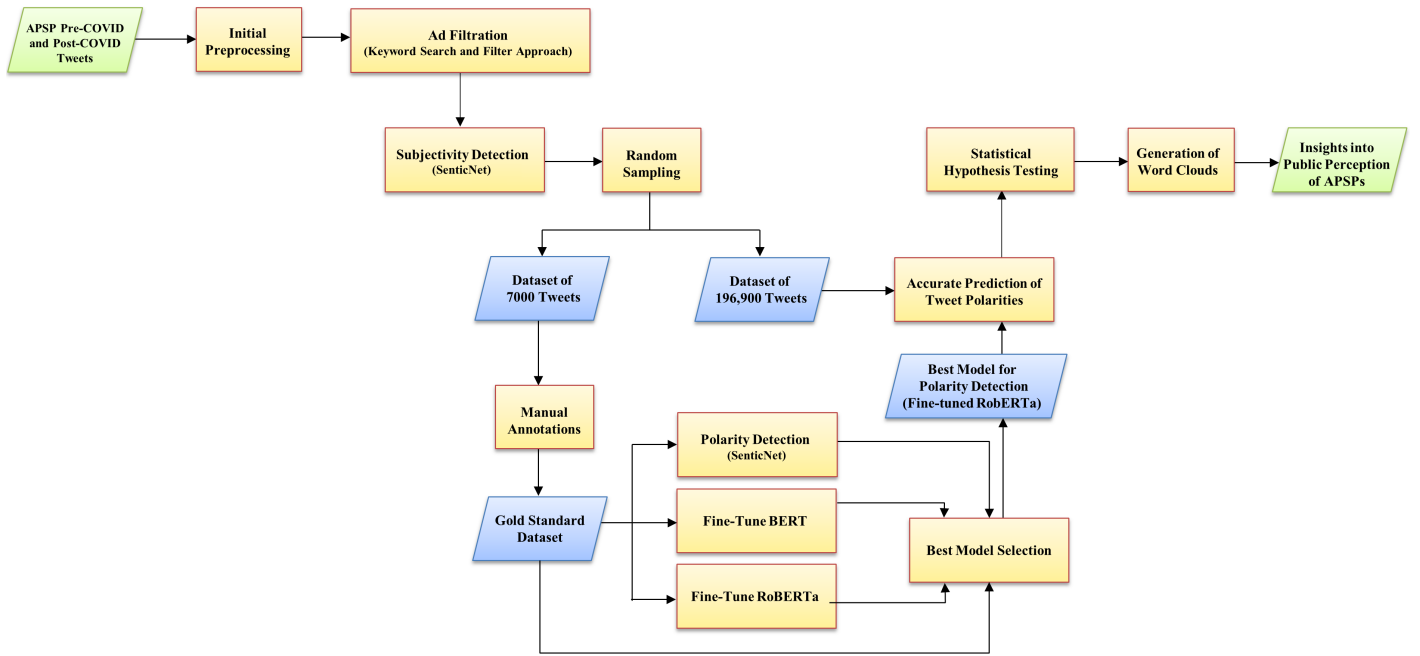 APSP Pre-COVID
and Post-COVID
Tweets
Initial
Preprocessing
Ad Filtration
(Keyword Search and Filter Approach)
Subjectivity Detection
(SenticNet)
Random
Sampling
Statistical
Hypothesis Testing
Generation of
Word Clouds
Insights into
Public Perception
of APSPs
Dataset of
7000 Tweets
Dataset of
196,900 Tweets
Accurate Prediction of
Tweet Polarities
Best Model for
Polarity Detection
(Fine-tuned RobERTa)
Manual
Annotations
Polarity Detection
(SenticNet)
Gold Standard
Dataset
Fine-Tune BERT
Best Model Selection
Fine-Tune RoBERTa